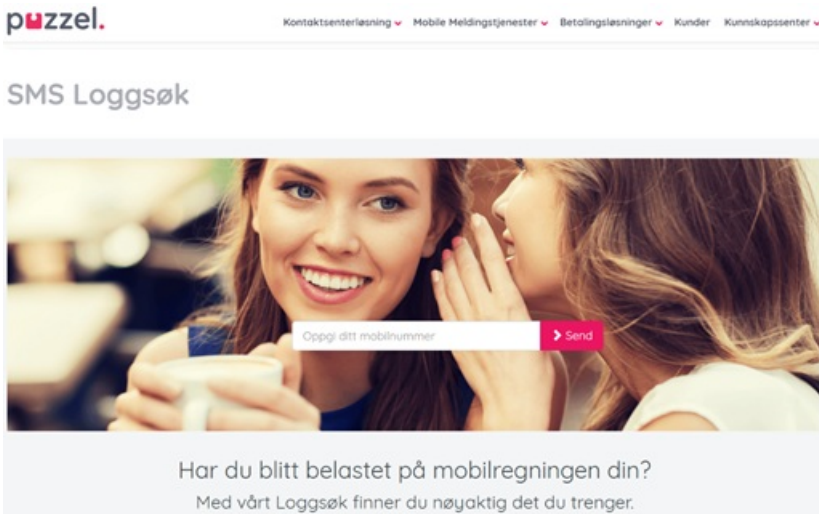 puzzel.
Kontaktsenterløsning Mobile Meldingstjenester Betalingsløsninger Kunder Kunnskapssenter
SMS Loggsøk
Oppgi ditt mobilnummer
Send
Har du blitt belastet på mobilregningen din?
Med vårt Loggsøk finner du nøyaktig det du trenger.